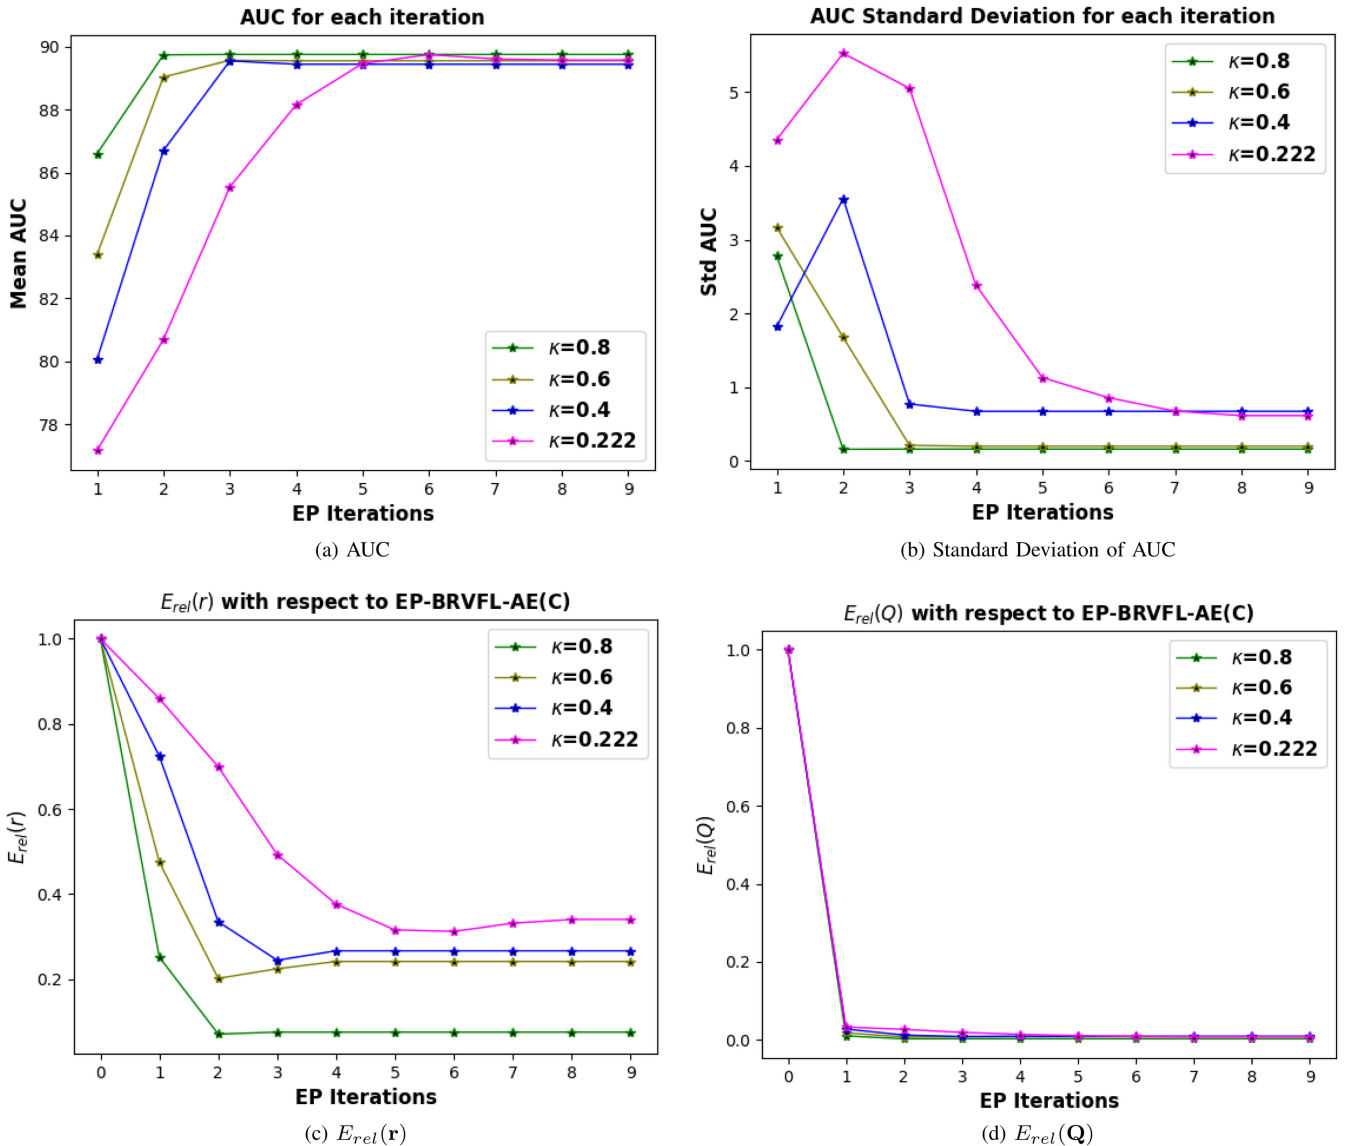 AUC for each iteration
90
88
86
84
82
80
78
Mean AUC
κ=0.8
κ=0.6
κ=0.4
κ=0.222
1 2 3 4 5 6 7 8 9
EP Iterations
(a) AUC
AUC Standard Deviation for each iteration
5
4
3
2
1
0
Std AUC
κ=0.8
κ=0.6
κ=0.4
κ=0.222
1 2 3 4 5 6 7 8 9
EP Iterations
(b) Standard Deviation of AUC
E_rel(r) with respect to EP-BRVFL-AE(C)
1.0
0.8
0.6
0.4
0.2
E_rel(r)
κ=0.8
κ=0.6
κ=0.4
κ=0.222
0 1 2 3 4 5 6 7 8 9
EP Iterations
(c) E_rel(r)
E_rel(Q) with respect to EP-BRVFL-AE(C)
1.0
0.8
0.6
0.4
0.2
0.0
E_rel(Q)
κ=0.8
κ=0.6
κ=0.4
κ=0.222
0 1 2 3 4 5 6 7 8 9
EP Iterations
(d) E_rel(Q)